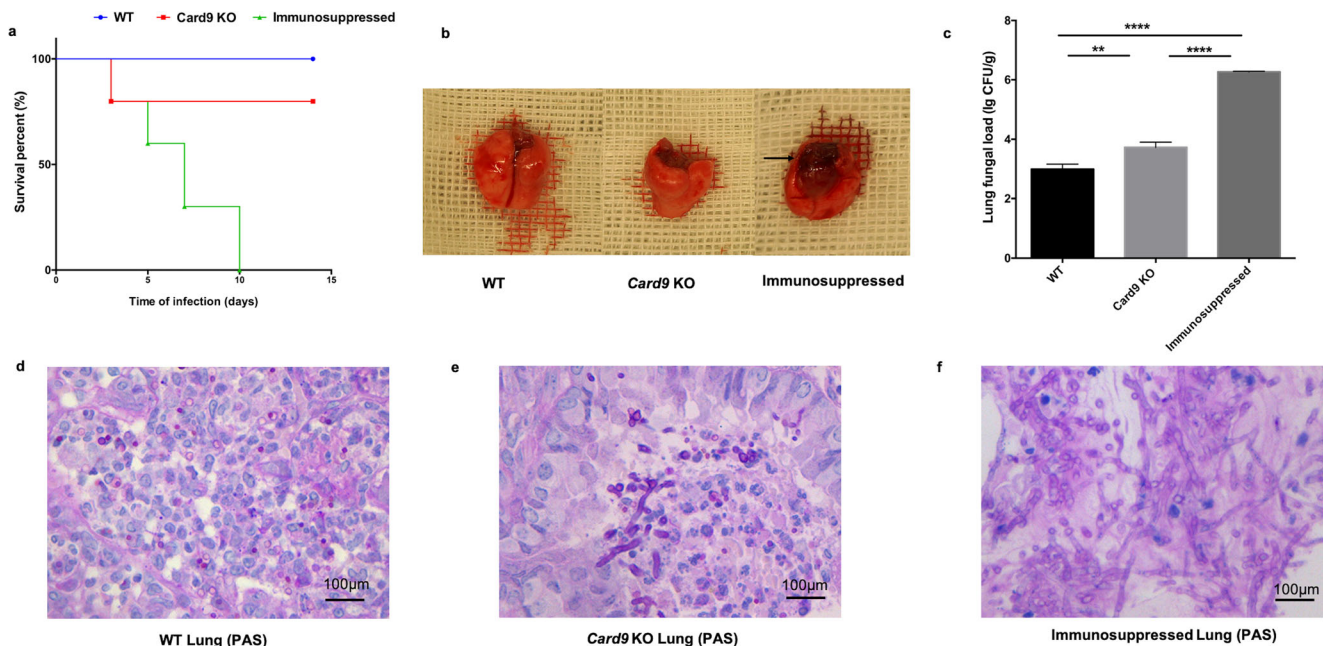 WT Card9 KO Immunosuppressed
a
Survival percent (%)
100
50
0
0 5 10 15
Time of infection (days)
b
WT Card9 KO Immunosuppressed
c
Lung fungal load (lg CFU/g)
8
6
4
2
0
****
** ****
WT Card9 KO Immunosuppressed
d
100µm
WT Lung (PAS)
e
100µm
Card9 KO Lung (PAS)
f
100µm
Immunosuppressed Lung (PAS)